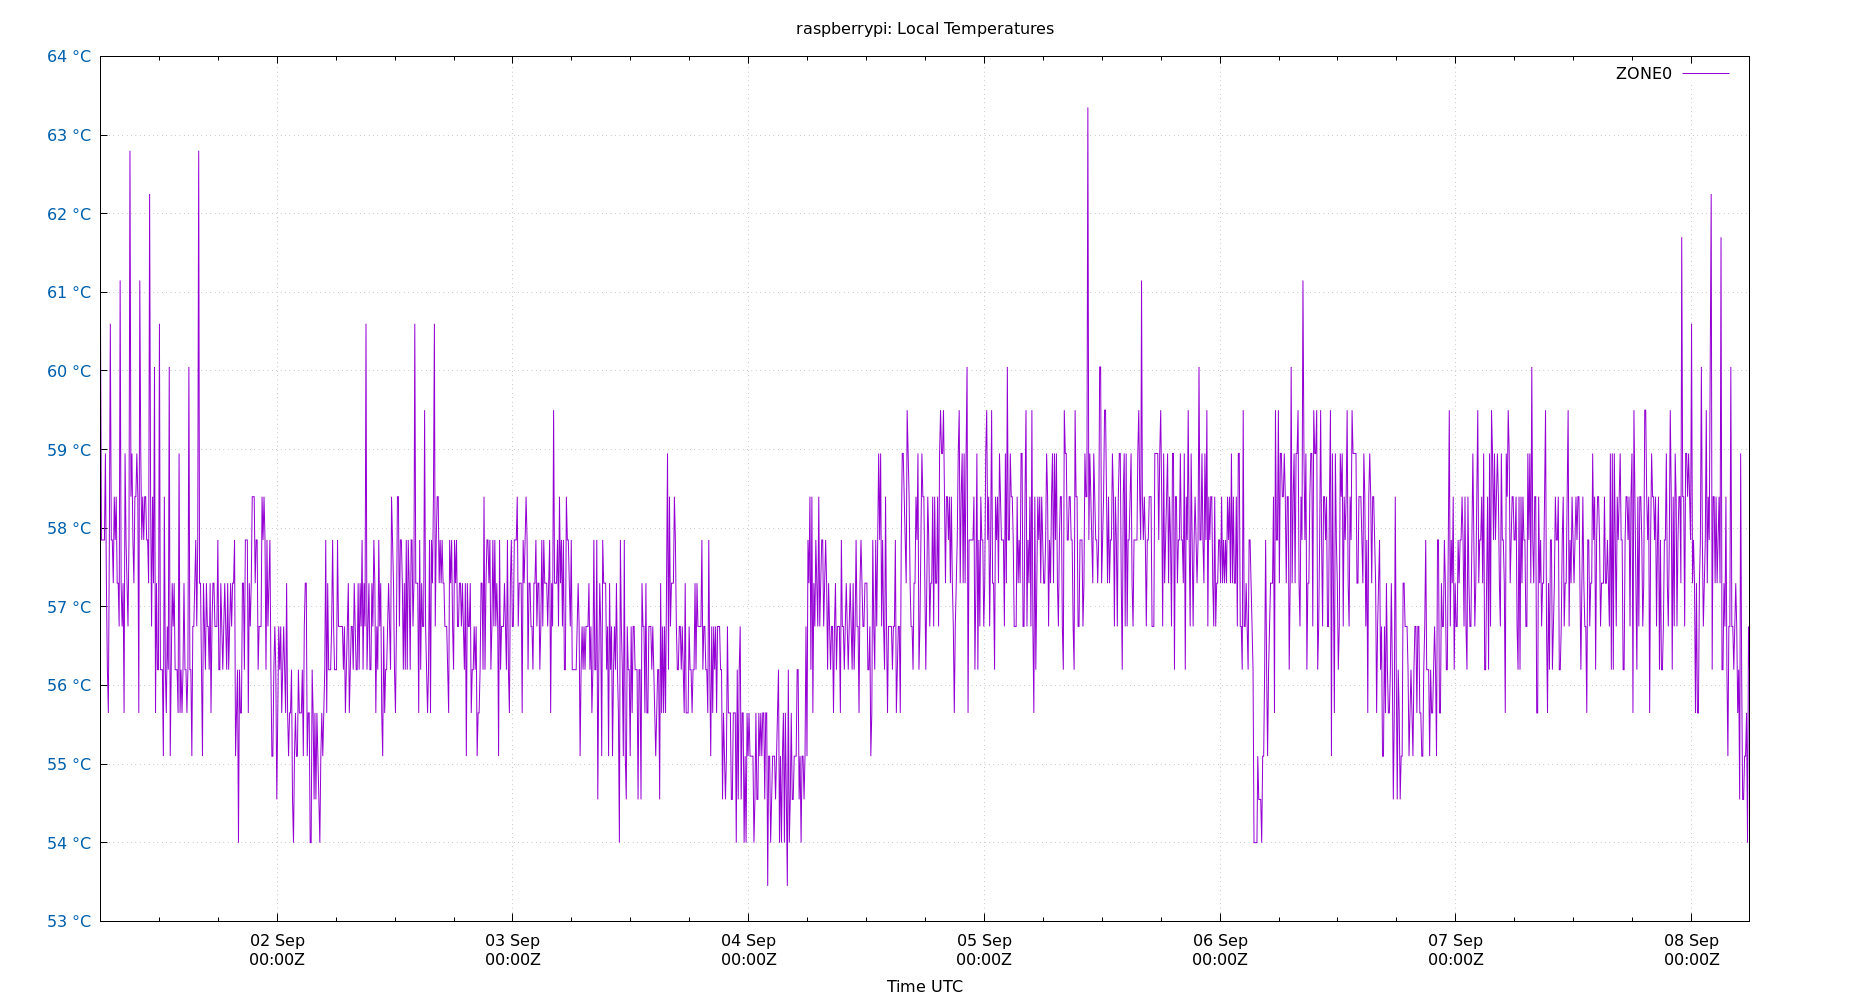 raspberrypi: Local Temperatures
ZONE0
64 °C
63 °C
62 °C
61 °C
60 °C
59 °C
58 °C
57 °C
56 °C
55 °C
54 °C
53 °C
02 Sep 03 Sep 04 Sep 05 Sep 06 Sep 07 Sep 08 Sep
00:00Z 00:00Z 00:00Z 00:00Z 00:00Z 00:00Z 00:00Z
Time UTC